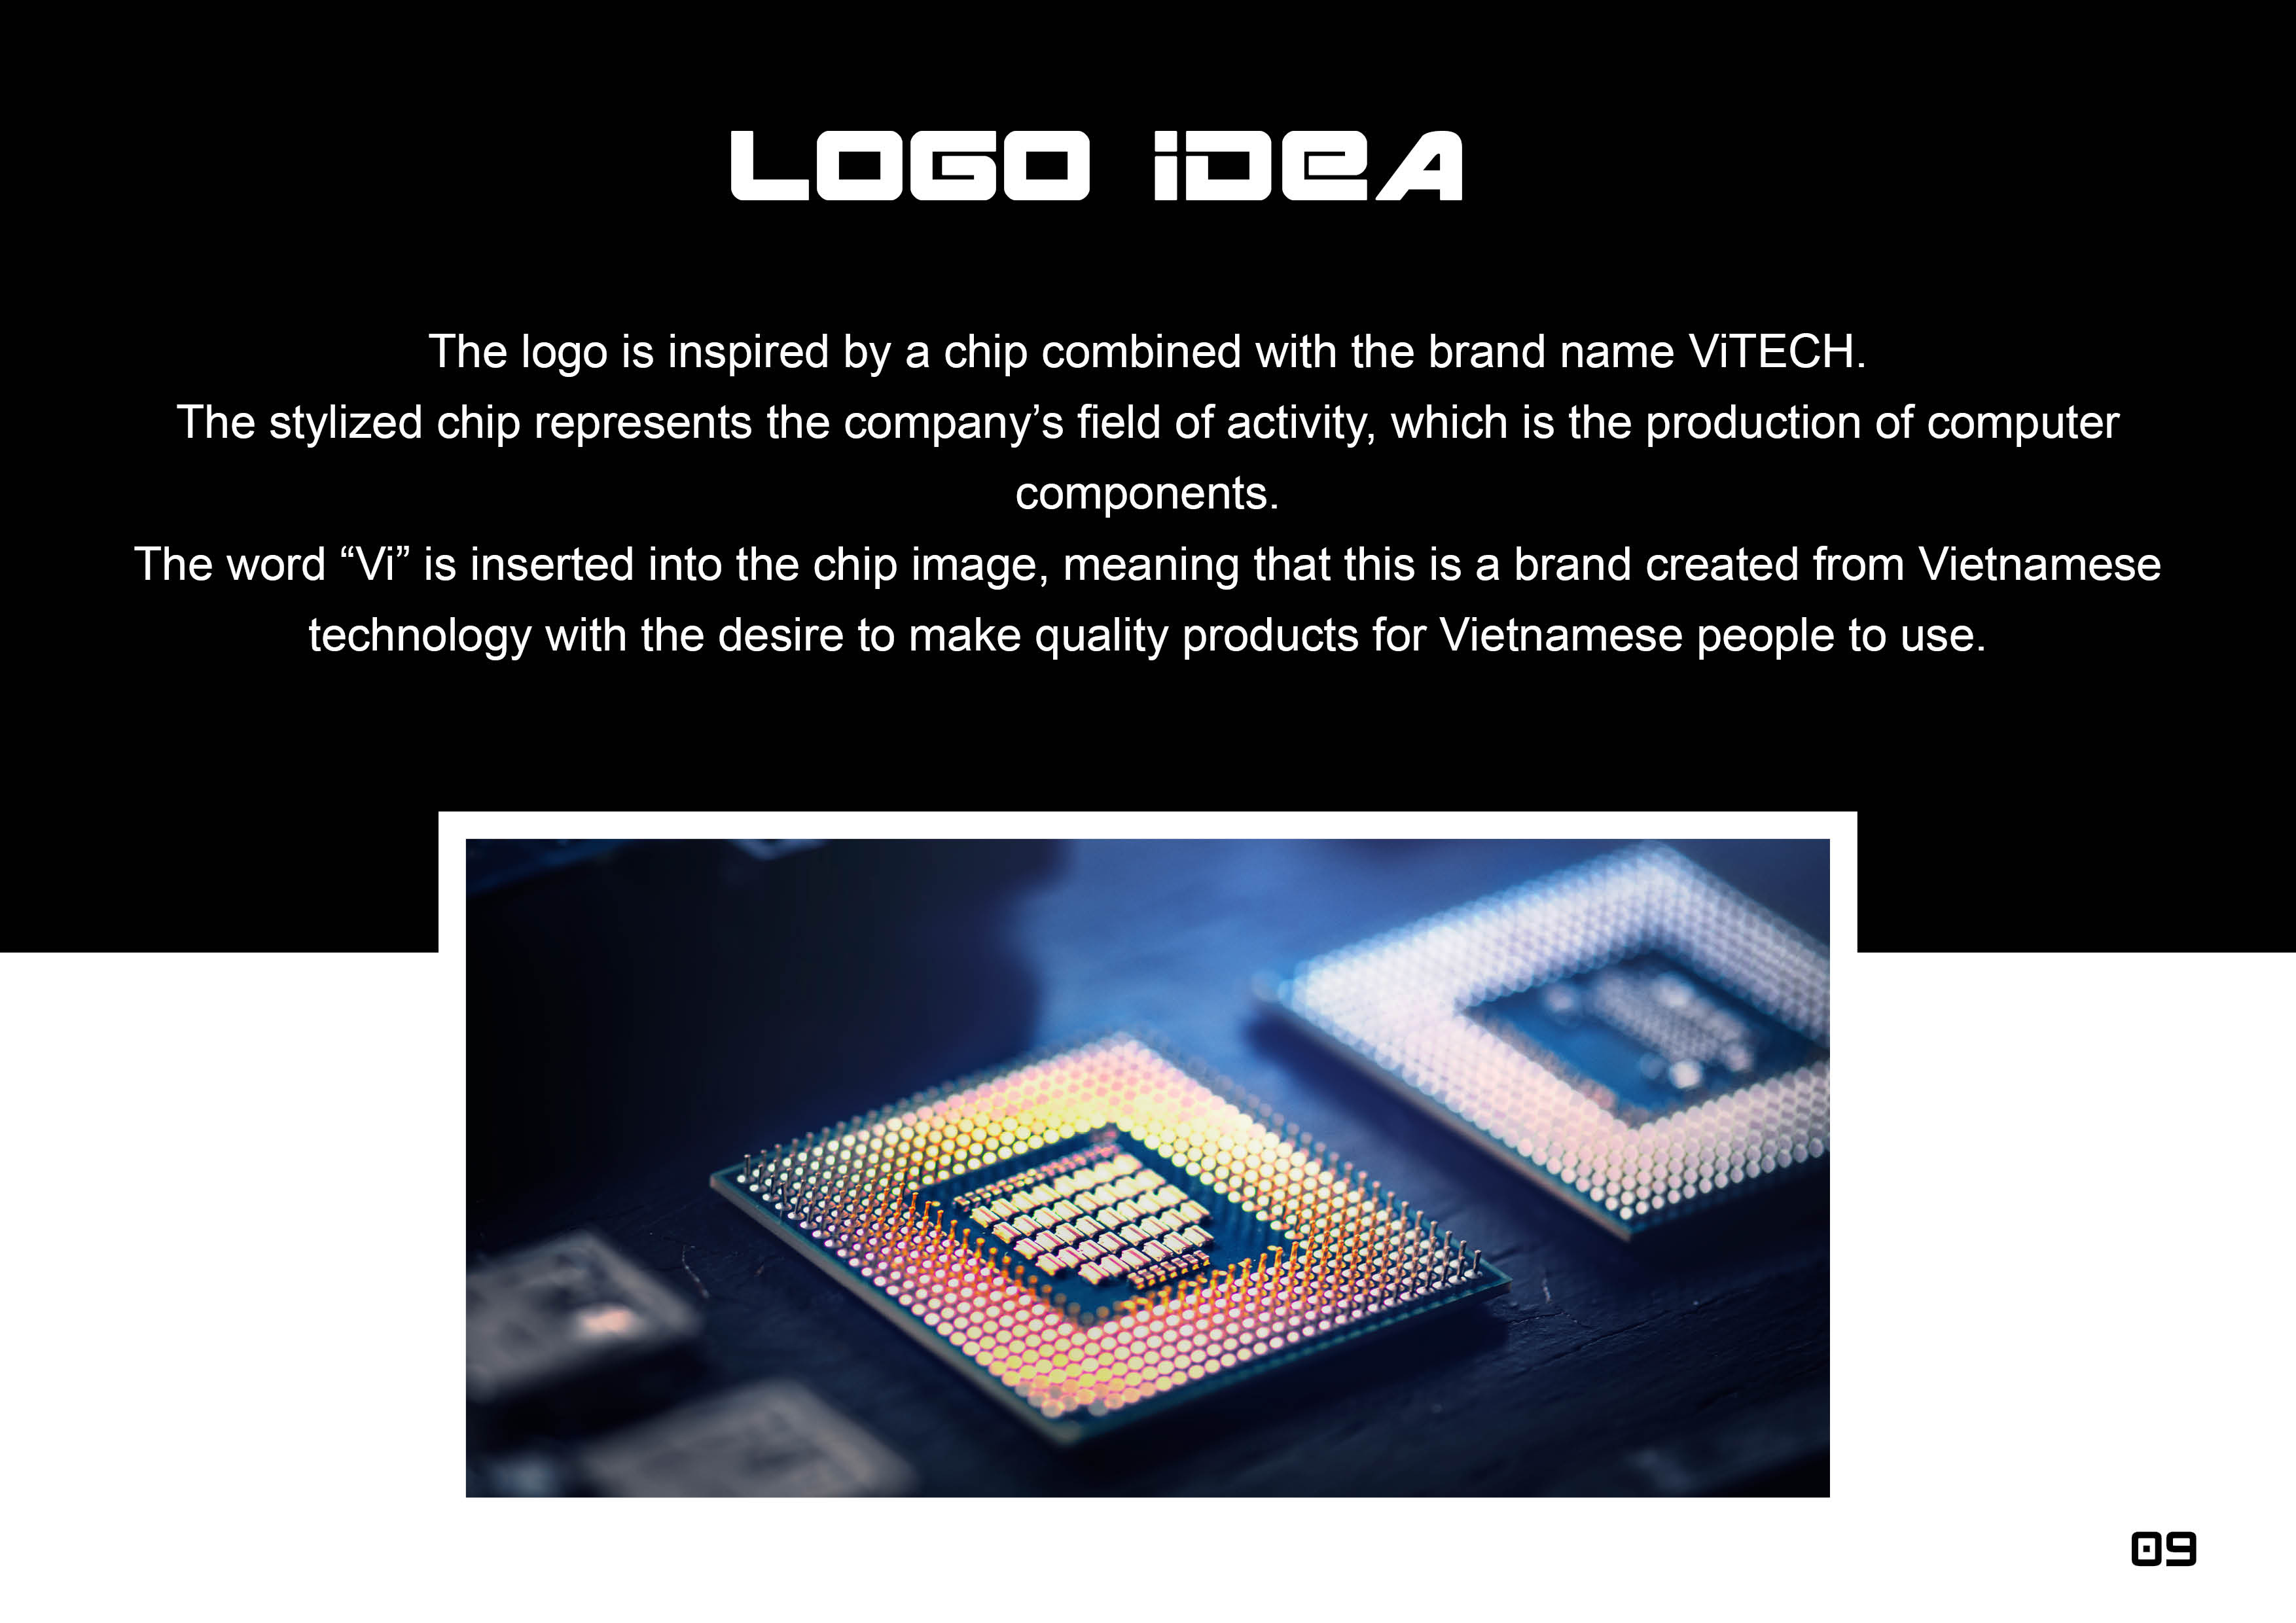 LOGO iDeA
The logo is inspired by a chip combined with the brand name ViTECH.
The stylized chip represents the company’s field of activity, which is the production of computer
components.
The word “Vi” is inserted into the chip image, meaning that this is a brand created from Vietnamese
technology with the desire to make quality products for Vietnamese people to use.
09